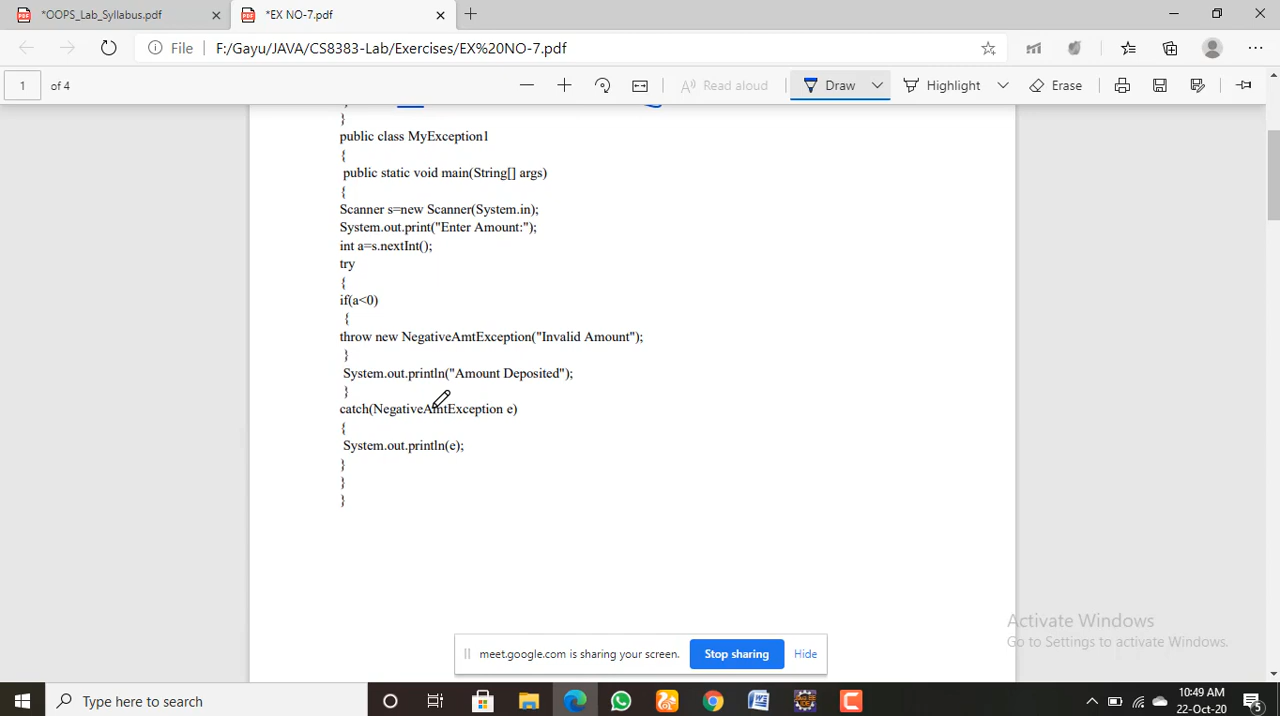 *OOPS_Lab_Syllabus.pdf
*EX NO-7.pdf
File
F:/Gayu/JAVA/CS8383-Lab/Exercises/EX%20NO-7.pdf
1 of 4
Read aloud
Draw
Highlight
Erase
}
public class MyException1
{
public static void main(String[] args)
{
Scanner s=new Scanner(System.in);
System.out.print("Enter Amount:");
int a=s.nextInt();
try
{
if(a<0)
{
throw new NegativeAmtException("Invalid Amount");
}
System.out.println("Amount Deposited");
}
catch(NegativeAmtException e)
{
System.out.println(e);
}
}
}
Activate Windows
Go to Settings to activate Windows.
meet.google.com is sharing your screen.
Stop sharing
Hide
Type here to search
10:49 AM
22-Oct-20
5